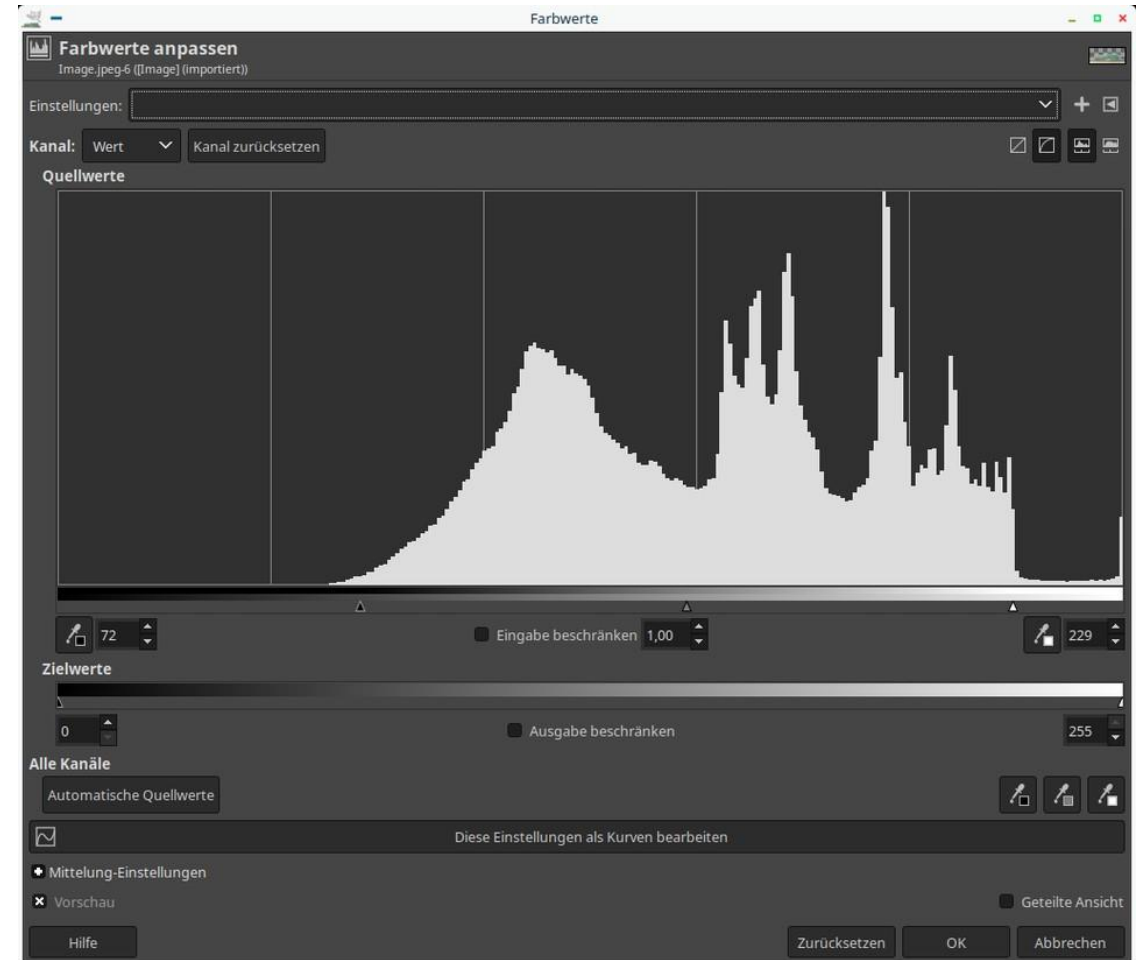 Farbwerte
Farbwerte anpassen
Image.jpeg-6 ([Image] (importiert))
Einstellungen:
Kanal: Wert Kanal zurücksetzen
Quellwerte
72 Eingabe beschränken 1,00 229
Zielwerte
0 Ausgabe beschränken 255
Alle Kanäle
Automatische Quellwerte
Diese Einstellungen als Kurven bearbeiten
Mittelung-Einstellungen
Vorschau Geteilte Ansicht
Hilfe Zurücksetzen OK Abbrechen